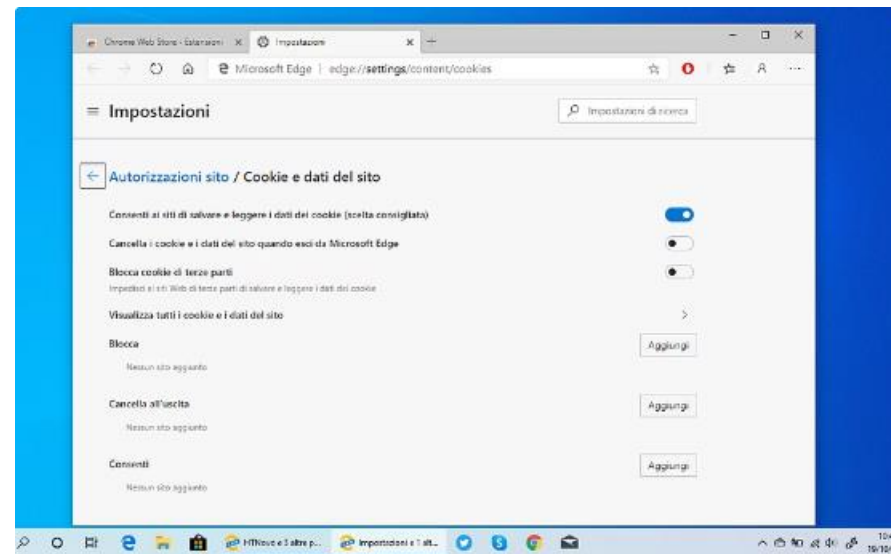 Chrome Web Store - Estensioni
Impostazioni
Microsoft Edge | edge://settings/content/cookies
Impostazioni
Impostazioni di ricerca
Autorizzazioni sito / Cookie e dati del sito
Consenti ai siti di salvare e leggere i dati dei cookie (scelta consigliata)
Cancella i cookie e i dati del sito quando esci da Microsoft Edge
Blocca cookie di terze parti
Impedisci ai siti Web di terze parti di salvare e leggere i dati dei cookie
Visualizza tutti i cookie e i dati del sito
Blocca
Aggiungi
Nessun sito aggiunto
Cancella all'uscita
Aggiungi
Nessun sito aggiunto
Consenti
Aggiungi
Nessun sito aggiunto
HTNovo e 3 altre p...
Impostazioni e 1 alt...